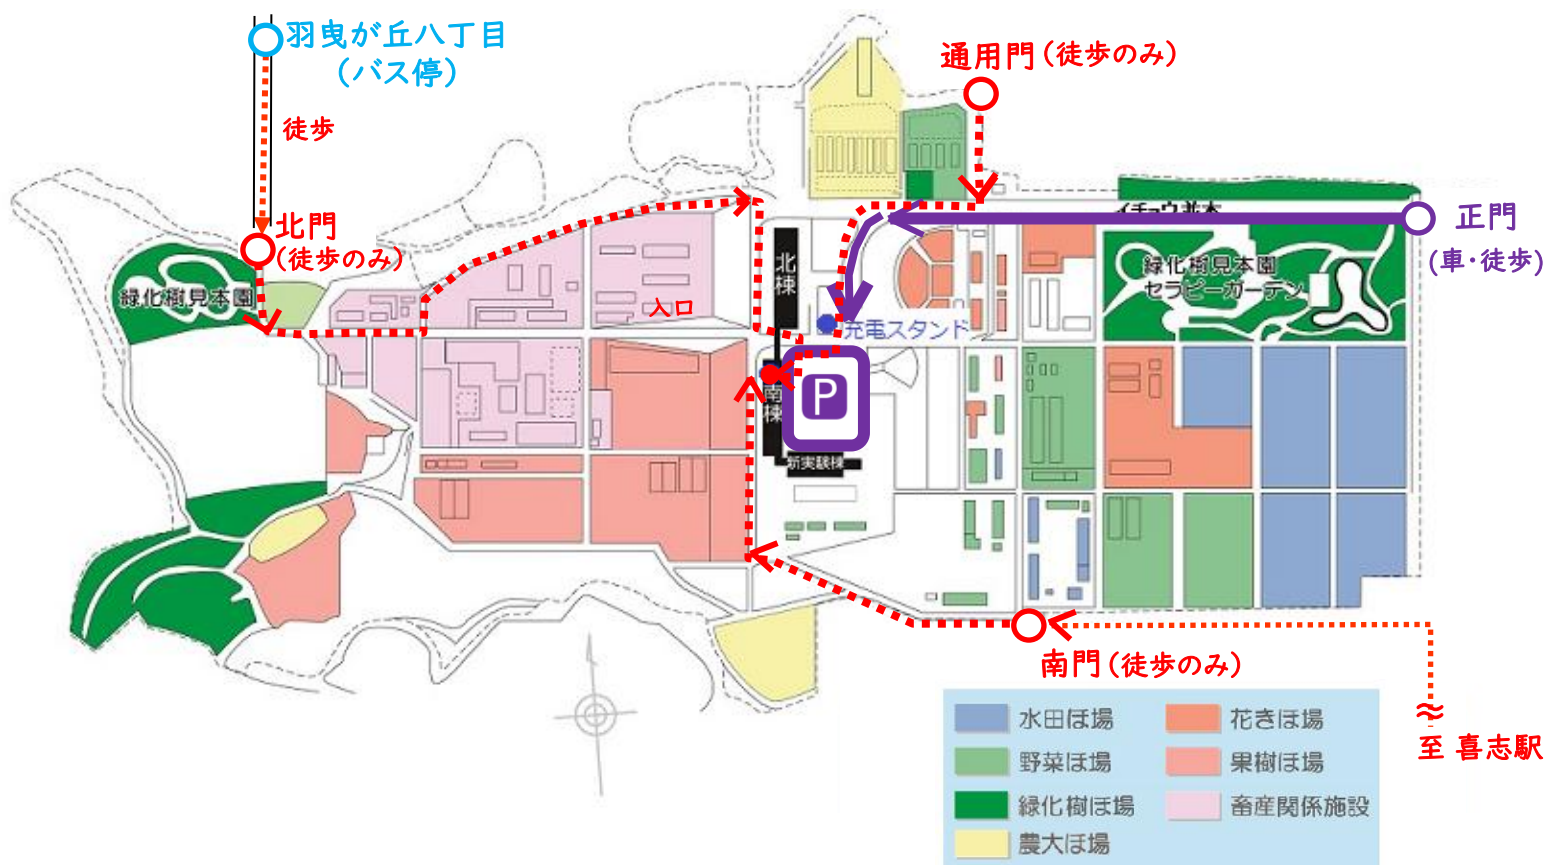 羽曳が丘八丁目
(バス停)
通用門(徒歩のみ)
徒歩
北門
(徒歩のみ)
イチョウ並木
正門
(車・徒歩)
緑化樹見本園
北棟
緑化樹見本園
セラピーガーデン
入口
充電スタンド
P
南棟
新実験棟
南門(徒歩のみ)
水田ほ場
花きほ場
野菜ほ場
果樹ほ場
緑化樹ほ場
畜産関係施設
農大ほ場
至 喜志駅